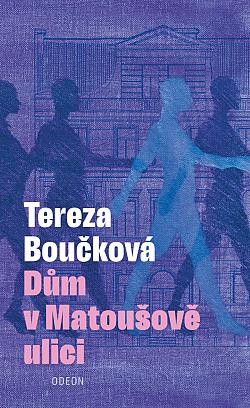 Tereza
Boučková
Dům
v Matoušově
ulici
ODEON